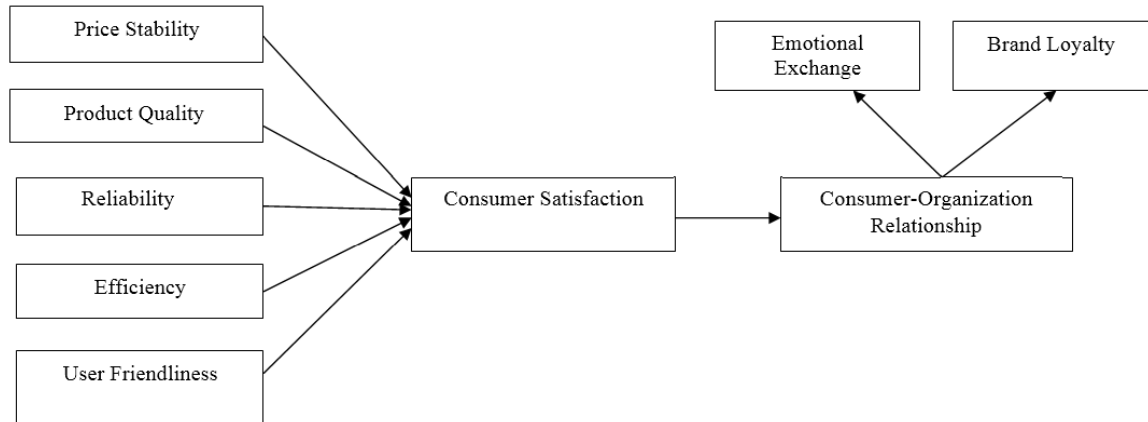 Price Stability
Product Quality
Reliability
Efficiency
User Friendliness
Consumer Satisfaction
Emotional
Exchange
Brand Loyalty
Consumer-Organization
Relationship